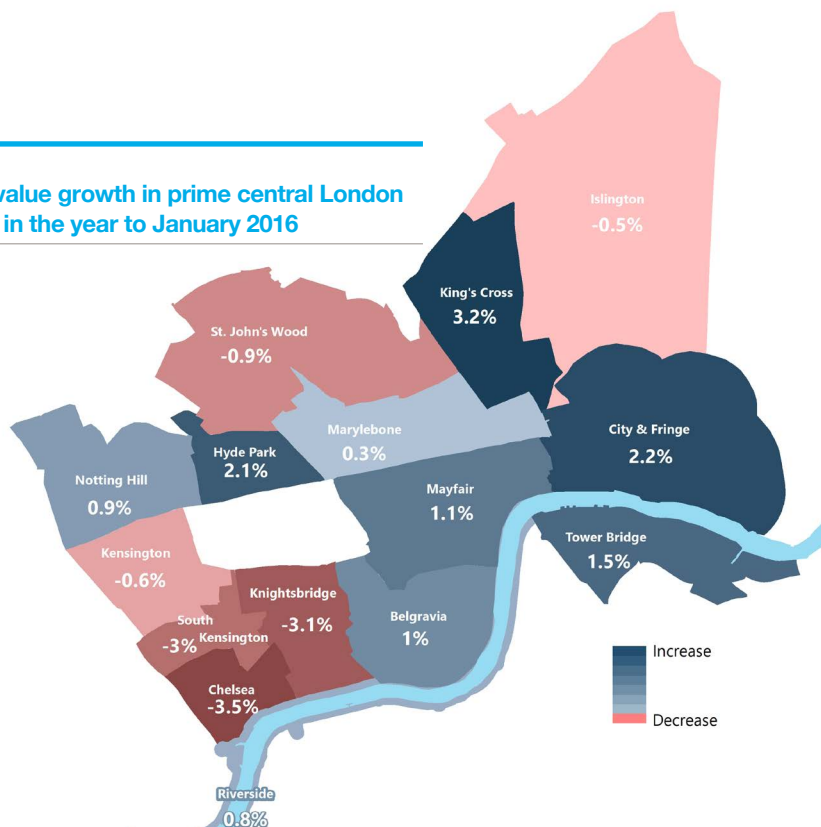 value growth in prime central London
in the year to January 2016
Islington
-0.5%
King's Cross
3.2%
St. John's Wood
-0.9%
Marylebone
0.3%
City & Fringe
2.2%
Hyde Park
2.1%
Notting Hill
0.9%
Mayfair
1.1%
Tower Bridge
1.5%
Kensington
-0.6%
Knightsbridge
-3.1%
South
Kensington
-3%
Belgravia
1%
Chelsea
-3.5%
Riverside
0.8%
Increase
Decrease